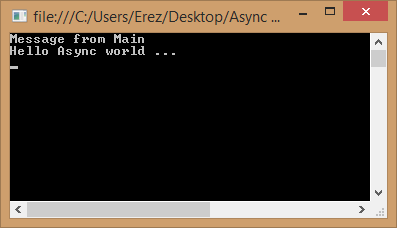 file:///C:/Users/Erez/Desktop/Async ...
Message from Main
Hello Async world ...